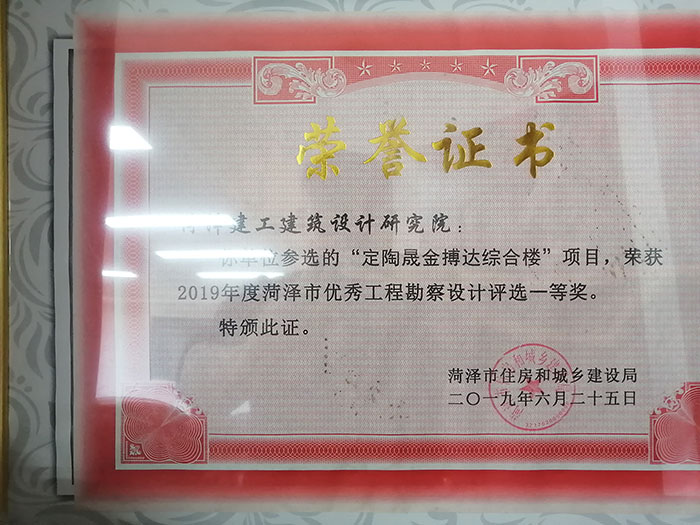 荣誉证书
菏泽建工建筑设计研究院：
你单位参选的“定陶晟金搏达综合楼”项目，荣获
2019年度菏泽市优秀工程勘察设计评选一等奖。
特颁此证。
菏泽市住房和城乡建设局
二〇一九年六月二十五日